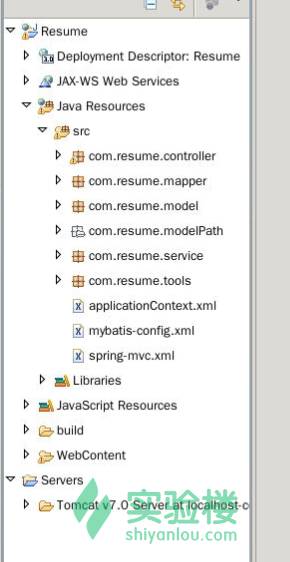 Resume
Deployment Descriptor: Resume
JAX-WS Web Services
Java Resources
src
com.resume.controller
com.resume.mapper
com.resume.model
com.resume.modelPath
com.resume.service
com.resume.tools
applicationContext.xml
mybatis-config.xml
spring-mvc.xml
Libraries
JavaScript Resources
build
WebContent
Servers
Tomcat v7.0 Server at localhost-c
实验楼
shiyanlou.com